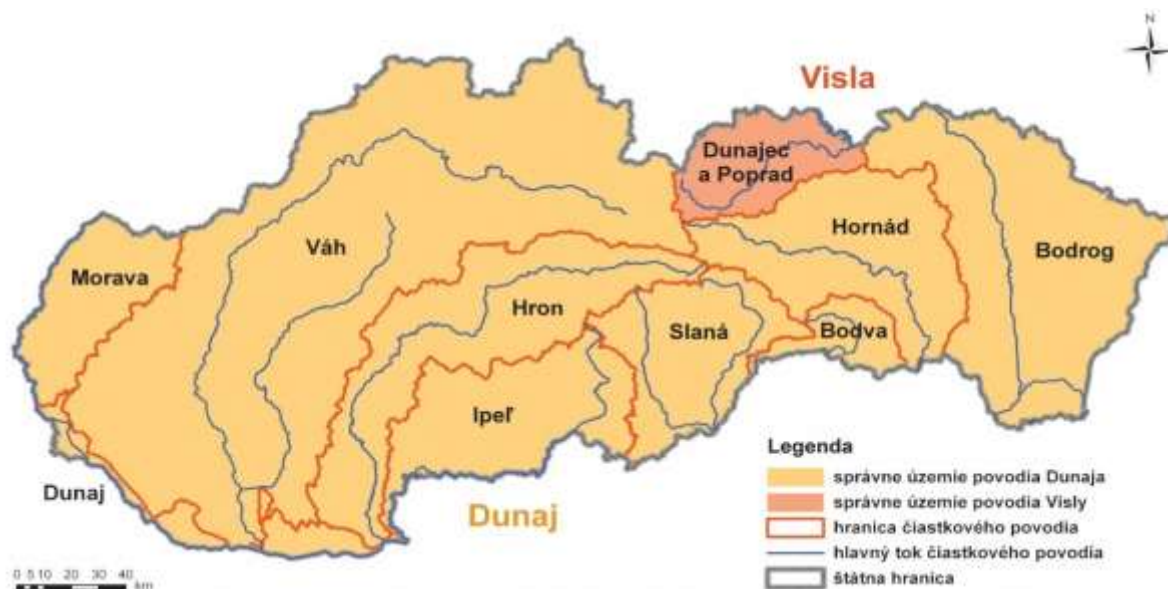 N
Visla
Dunajec
a Poprad
Hornád
Bodrog
Váh
Morava
Hron
Slaná
Bodva
Ipeľ
Dunaj
Dunaj
Legenda
správne územie povodia Dunaja
správne územie povodia Visly
hranica čiastkového povodia
hlavný tok čiastkového povodia
štátna hranica
0 5 10 20 30 40
km